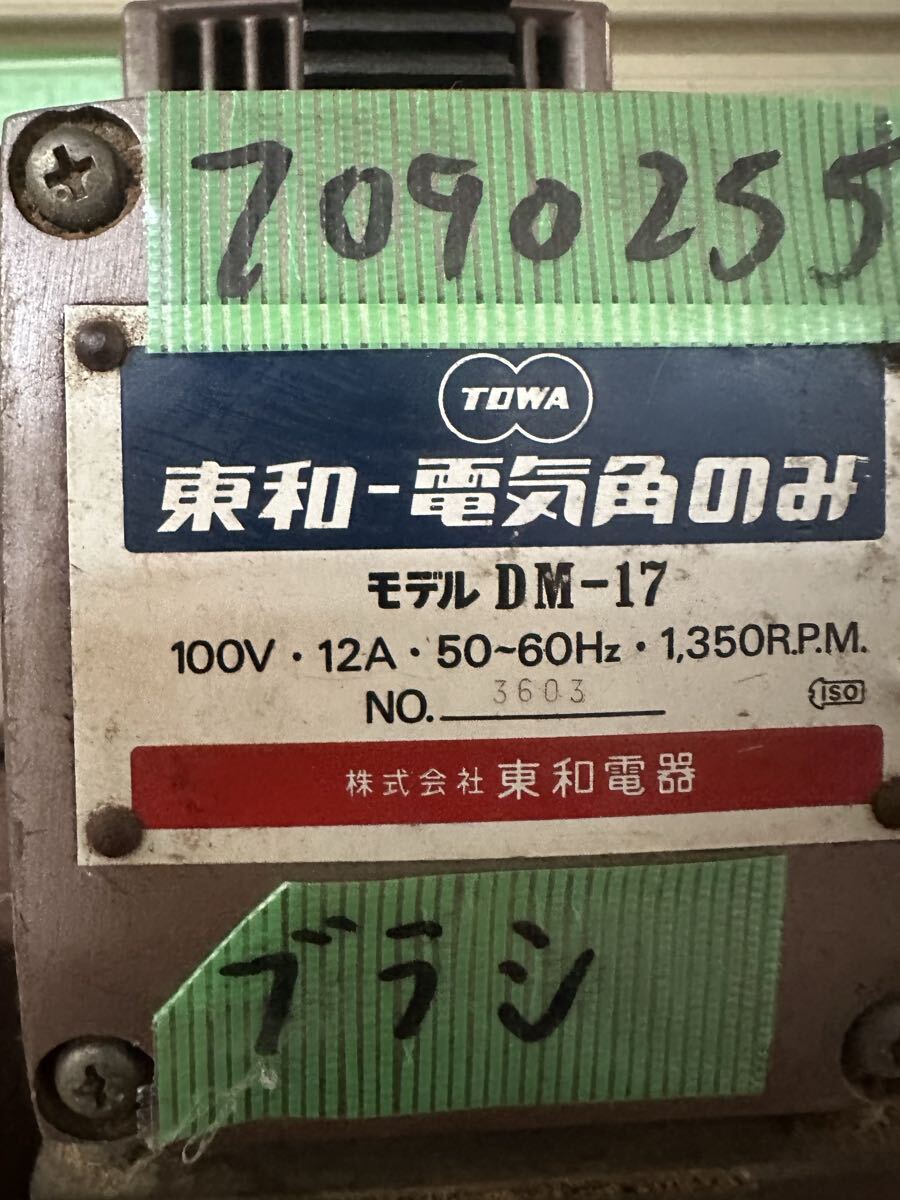 7090255
TOWA
東和-電気角のみ
モデル DM-17
100V・12A・50~60Hz・1,350R.P.M.
NO. 3603
ISO
株式会社 東和電器
ブラシ